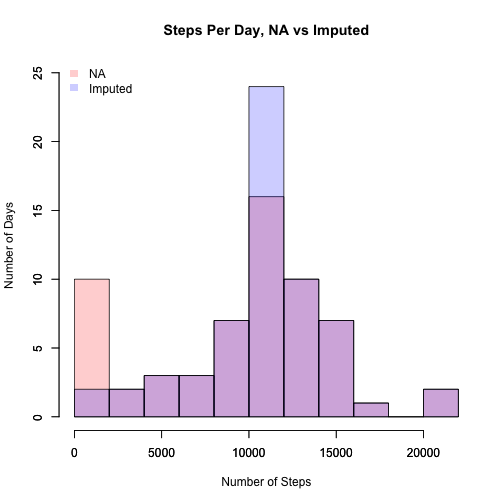 Steps Per Day, NA vs Imputed
NA
Imputed
Number of Days
25
20
15
10
5
0
0 5000 10000 15000 20000
Number of Steps